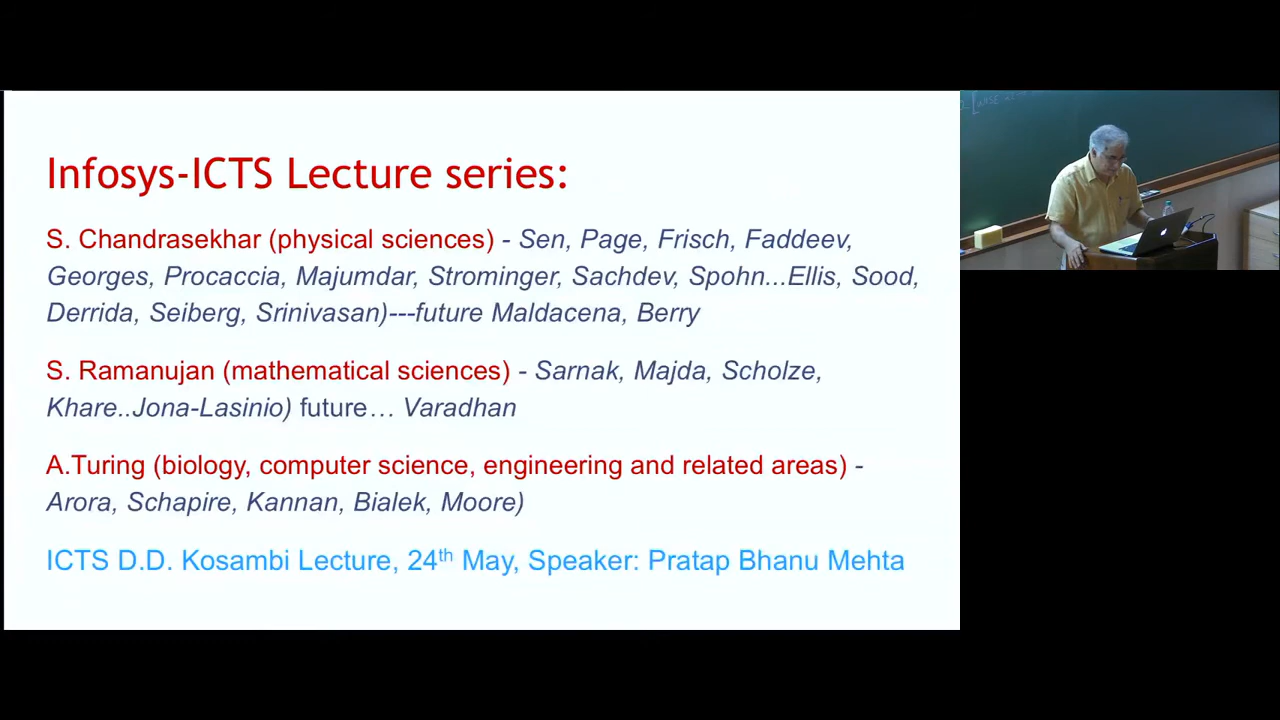 Infosys-ICTS Lecture series:
S. Chandrasekhar (physical sciences) - Sen, Page, Frisch, Faddeev,
Georges, Procaccia, Majumdar, Strominger, Sachdev, Spohn...Ellis, Sood,
Derrida, Seiberg, Srinivasan)---future Maldacena, Berry
S. Ramanujan (mathematical sciences) - Sarnak, Majda, Scholze,
Khare..Jona-Lasinio) future… Varadhan
A.Turing (biology, computer science, engineering and related areas) -
Arora, Schapire, Kannan, Bialek, Moore)
ICTS D.D. Kosambi Lecture, 24th May, Speaker: Pratap Bhanu Mehta